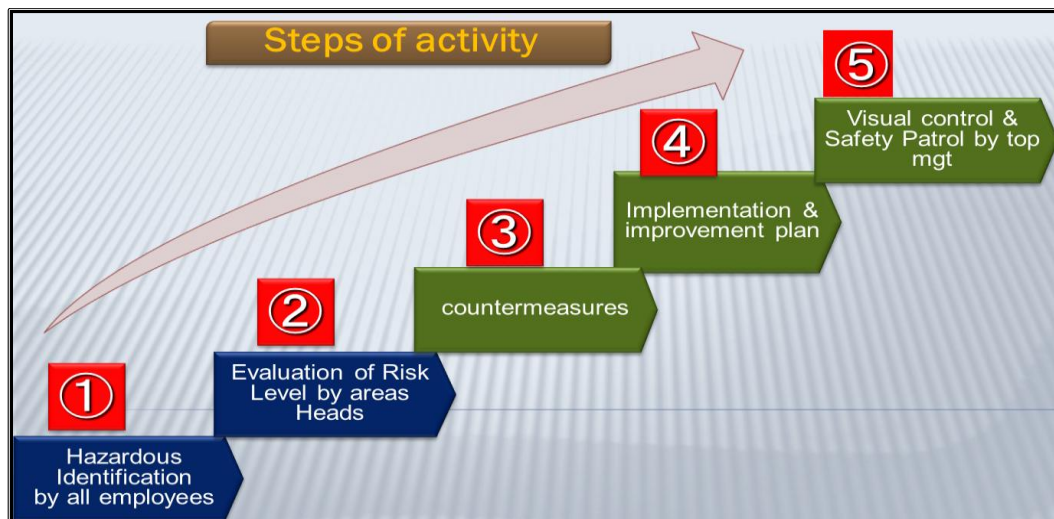 Steps of activity
①
Hazardous
Identification
by all employees
②
Evaluation of Risk
Level by areas
Heads
③
countermeasures
④
Implementation &
improvement plan
⑤
Visual control &
Safety Patrol by top
mgt